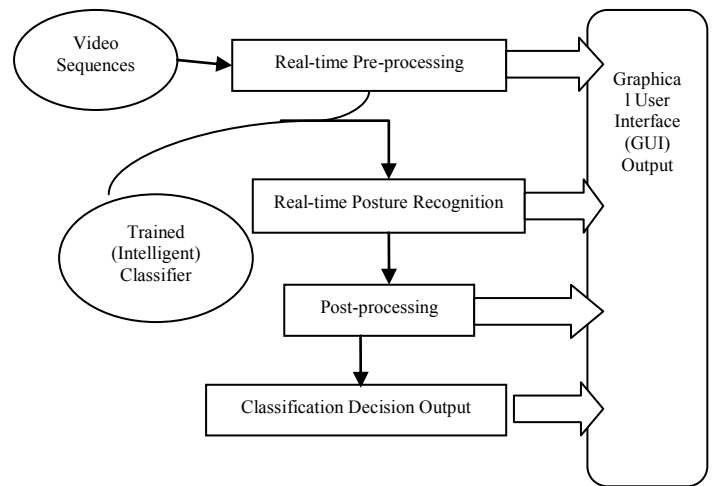 Video
Sequences
Real-time Pre-processing
Graphica
l User
Interface
(GUI)
Output
Real-time Posture Recognition
Trained
(Intelligent)
Classifier
Post-processing
Classification Decision Output